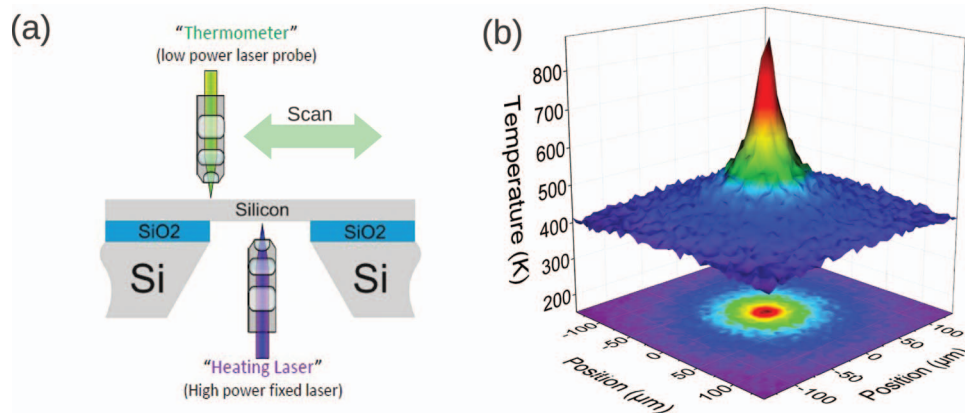 (a)
"Thermometer"
(low power laser probe)
Scan
Silicon
SiO2
SiO2
Si
Si
"Heating Laser"
(High power fixed laser)
(b)
Temperature (K)
800
700
600
500
400
300
200
-100
-50
0
50
100
Position (µm)
-100
-50
0
50
100
Position (µm)